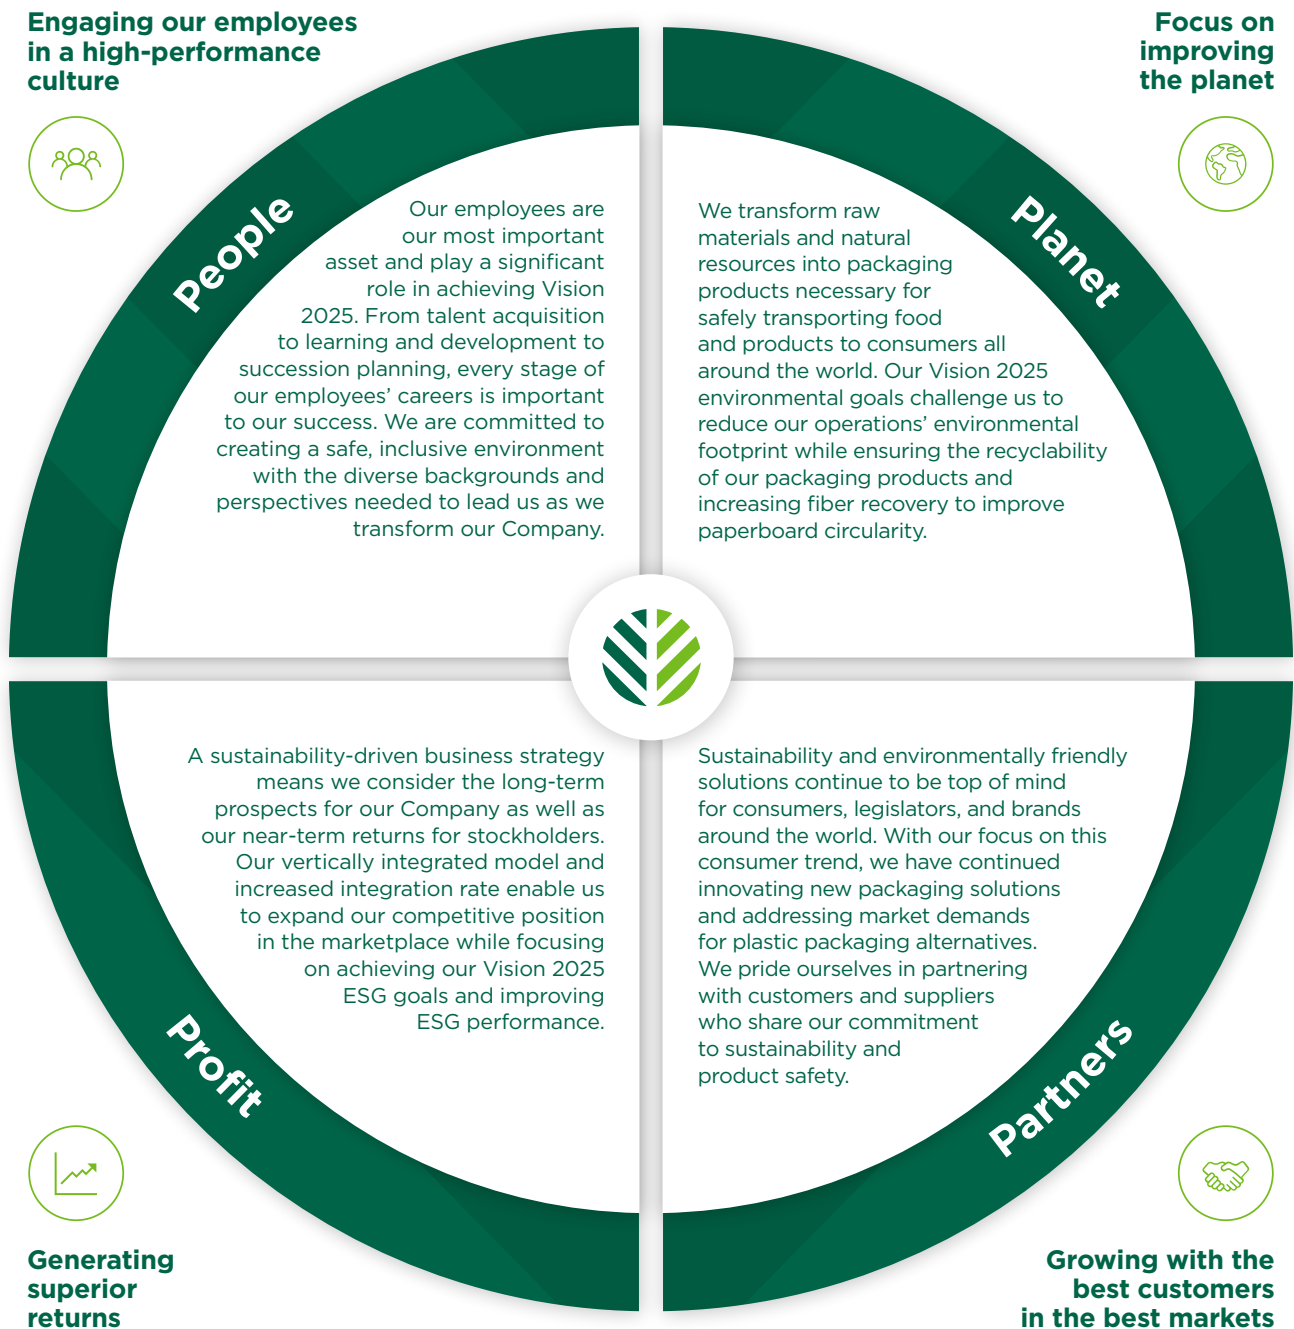 Engaging our employees
in a high-performance
culture
People
Our employees are
our most important
asset and play a significant
role in achieving Vision
2025. From talent acquisition
to learning and development to
succession planning, every stage of
our employees’ careers is important
to our success. We are committed to
creating a safe, inclusive environment
with the diverse backgrounds and
perspectives needed to lead us as we
transform our Company.
Focus on
improving
the planet
Planet
We transform raw
materials and natural
resources into packaging
products necessary for
safely transporting food
and products to consumers all
around the world. Our Vision 2025
environmental goals challenge us to
reduce our operations’ environmental
footprint while ensuring the recyclability
of our packaging products and
increasing fiber recovery to improve
paperboard circularity.
A sustainability-driven business strategy
means we consider the long-term
prospects for our Company as well as
our near-term returns for stockholders.
Our vertically integrated model and
increased integration rate enable us
to expand our competitive position
in the marketplace while focusing
on achieving our Vision 2025
ESG goals and improving
ESG performance.
Profit
Generating
superior
returns
Sustainability and environmentally friendly
solutions continue to be top of mind
for consumers, legislators, and brands
around the world. With our focus on this
consumer trend, we have continued
innovating new packaging solutions
and addressing market demands
for plastic packaging alternatives.
We pride ourselves in partnering
with customers and suppliers
who share our commitment
to sustainability and
product safety.
Partners
Growing with the
best customers
in the best markets